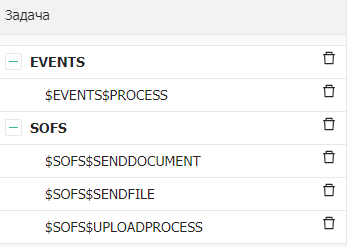 Задача
EVENTS
$EVENTS$PROCESS
SOFS
$SOFS$SENDDOCUMENT
$SOFS$SENDFILE
$SOFS$UPLOADPROCESS